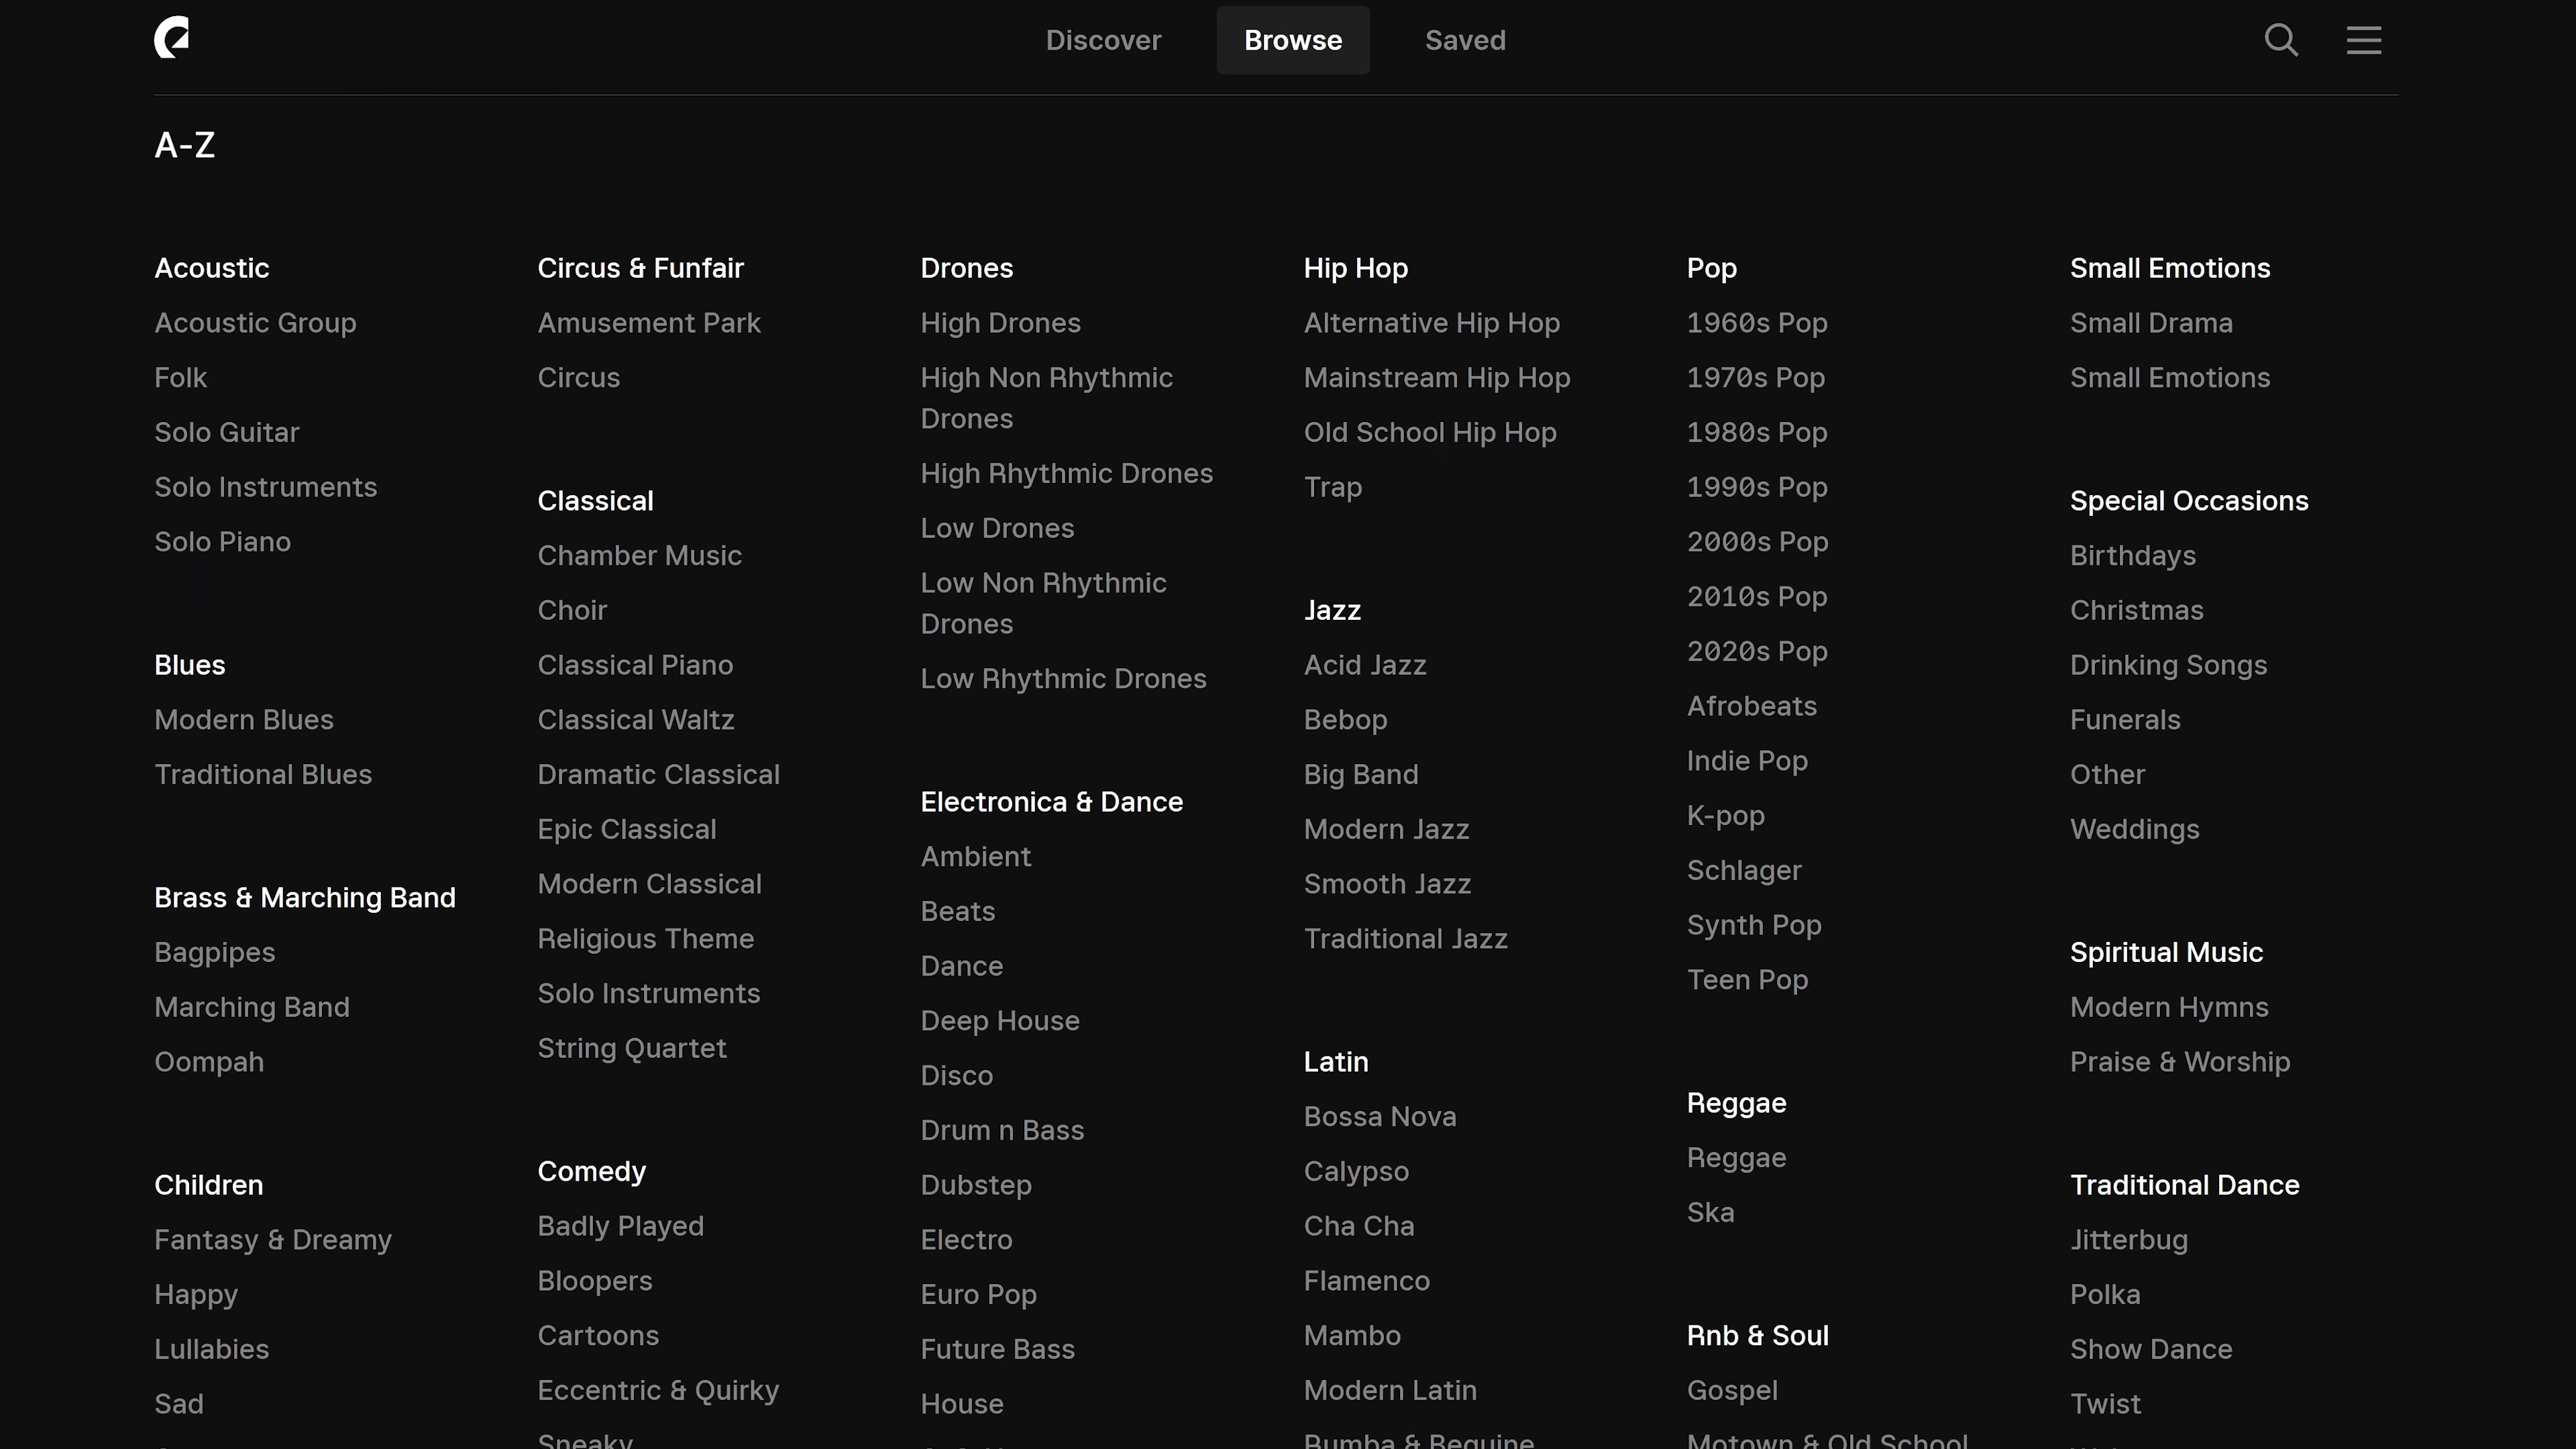 Discover
Browse
Saved
A-Z
Acoustic
Acoustic Group
Folk
Solo Guitar
Solo Instruments
Solo Piano
Blues
Modern Blues
Traditional Blues
Brass & Marching Band
Bagpipes
Marching Band
Oompah
Children
Fantasy & Dreamy
Happy
Lullabies
Sad
Circus & Funfair
Amusement Park
Circus
Classical
Chamber Music
Choir
Classical Piano
Classical Waltz
Dramatic Classical
Epic Classical
Modern Classical
Religious Theme
Solo Instruments
String Quartet
Comedy
Badly Played
Bloopers
Cartoons
Eccentric & Quirky
Sneaky
Drones
High Drones
High Non Rhythmic
Drones
High Rhythmic Drones
Low Drones
Low Non Rhythmic
Drones
Low Rhythmic Drones
Electronica & Dance
Ambient
Beats
Dance
Deep House
Disco
Drum n Bass
Dubstep
Electro
Euro Pop
Future Bass
House
Hip Hop
Alternative Hip Hop
Mainstream Hip Hop
Old School Hip Hop
Trap
Jazz
Acid Jazz
Bebop
Big Band
Modern Jazz
Smooth Jazz
Traditional Jazz
Latin
Bossa Nova
Calypso
Cha Cha
Flamenco
Mambo
Modern Latin
Rumba & Beguine
Pop
1960s Pop
1970s Pop
1980s Pop
1990s Pop
2000s Pop
2010s Pop
2020s Pop
Afrobeats
Indie Pop
K-pop
Schlager
Synth Pop
Teen Pop
Reggae
Reggae
Ska
Rnb & Soul
Gospel
Motown & Old School
Small Emotions
Small Drama
Small Emotions
Special Occasions
Birthdays
Christmas
Drinking Songs
Funerals
Other
Weddings
Spiritual Music
Modern Hymns
Praise & Worship
Traditional Dance
Jitterbug
Polka
Show Dance
Twist